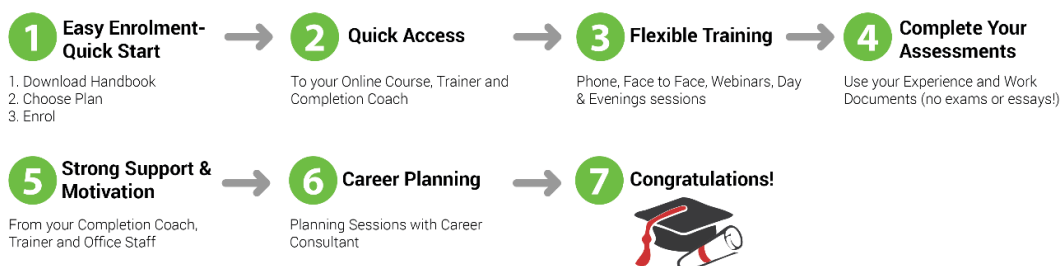 1 Easy Enrolment-
Quick Start
1. Download Handbook
2. Choose Plan
3. Enrol
2 Quick Access
To your Online Course, Trainer and
Completion Coach
3 Flexible Training
Phone, Face to Face, Webinars, Day
& Evenings sessions
4 Complete Your
Assessments
Use your Experience and Work
Documents (no exams or essays!)
5 Strong Support &
Motivation
From your Completion Coach,
Trainer and Office Staff
6 Career Planning
Planning Sessions with Career
Consultant
7 Congratulations!